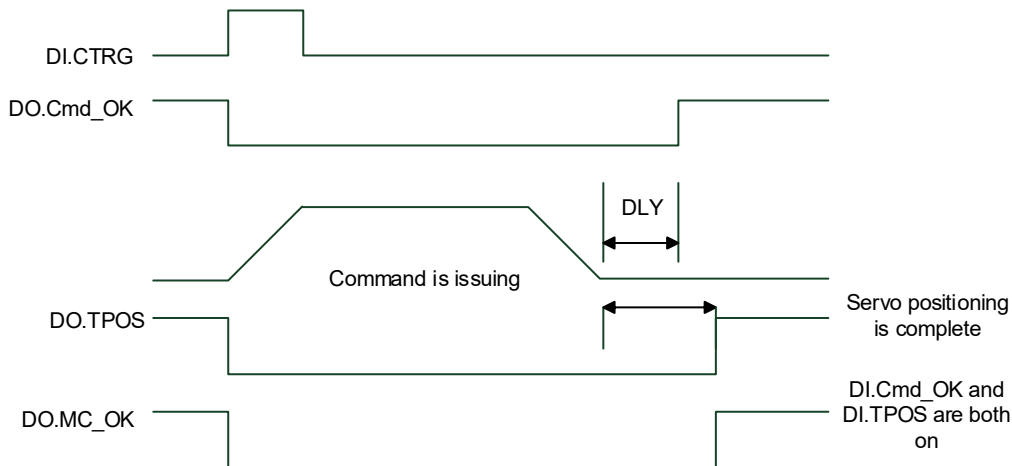 DI.CTRG
DO.Cmd_OK
DLY
Command is issuing
DO.TPOS
Servo positioning
is complete
DO.MC_OK
DI.Cmd_OK and
DI.TPOS are both
on